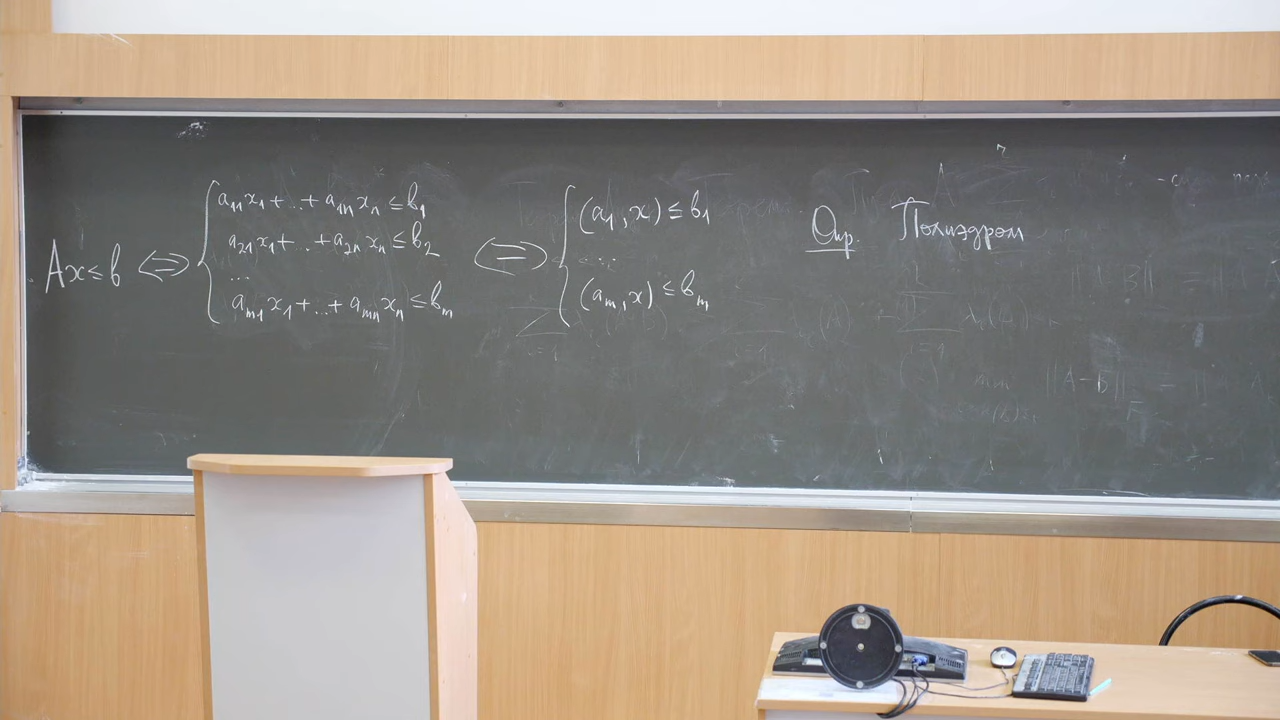 Ax ≤ b ⇔ { a₁₁x₁ + ... + a₁ₙxₙ ≤ b₁
a₂₁x₁ + ... + a₂ₙxₙ ≤ b₂
...
aₘ₁x₁ + ... + aₘₙxₙ ≤ bₘ
⇔ { (a₁, x) ≤ b₁
...
(aₘ, x) ≤ bₘ
Опр. Полиэдром